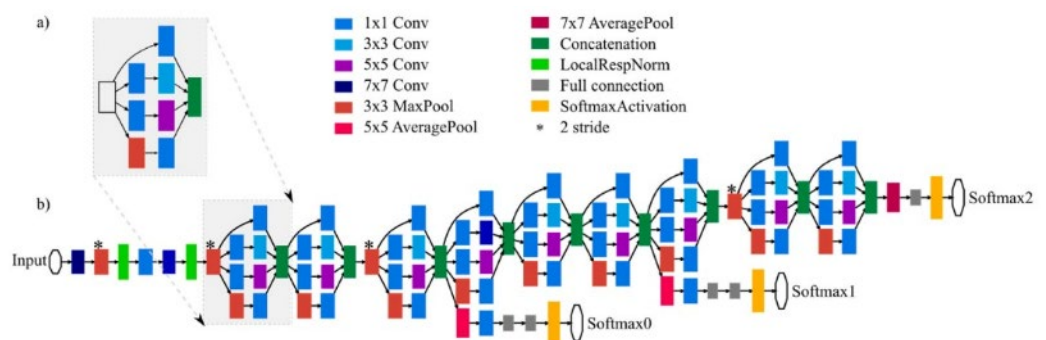 a)
1x1 Conv
3x3 Conv
5x5 Conv
7x7 Conv
3x3 MaxPool
5x5 AveragePool
7x7 AveragePool
Concatenation
LocalRespNorm
Full connection
SoftmaxActivation
* 2 stride
b)
Input
*
*
*
*
Softmax0
Softmax1
Softmax2